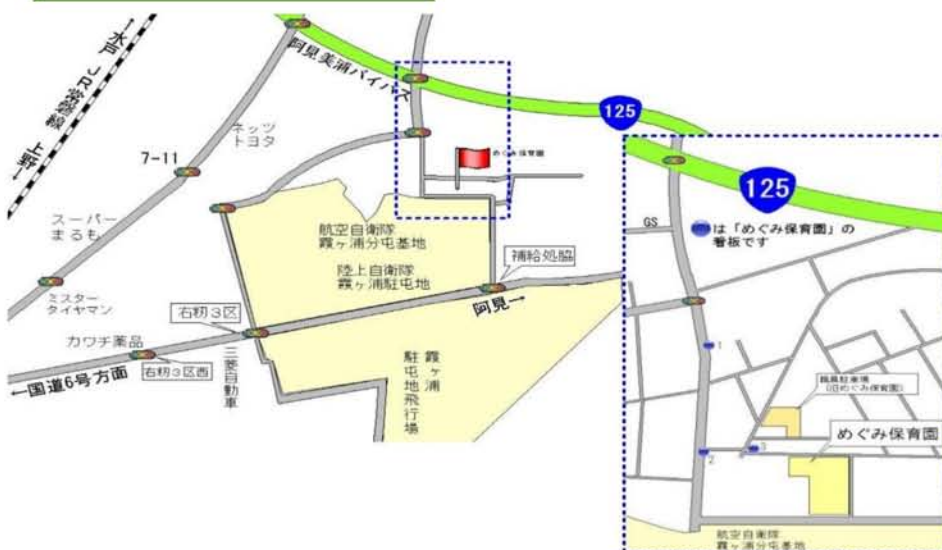 ←水戸 JR常磐線 上野→
阿見美浦バイパス
125
ネッツ
トヨタ
7-11
めぐみ保育園
スーパー
まるも
航空自衛隊
霞ヶ浦分屯基地
陸上自衛隊
霞ヶ浦駐屯地
補給処脇
阿見→
ミスター
タイヤマン
右籾3区
カワチ薬品
右籾3区西
←国道6号方面
三菱自動車
霞ヶ浦
駐屯地飛行場
125
GS
は「めぐみ保育園」の
看板です
1
職員駐車場
(旧めぐみ保育園)
めぐみ保育園
2
3
航空自衛隊
霞ヶ浦分屯基地